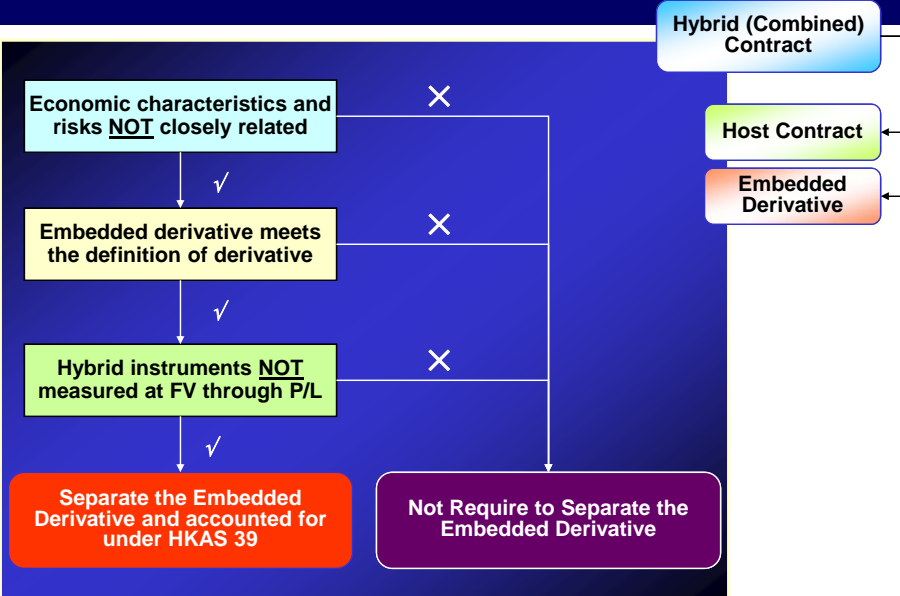 Hybrid (Combined)
Contract
Economic characteristics and
risks NOT closely related
×
Host Contract
√
Embedded
Derivative
Embedded derivative meets
the definition of derivative
×
√
Hybrid instruments NOT
measured at FV through P/L
×
√
Separate the Embedded
Derivative and accounted for
under HKAS 39
Not Require to Separate the
Embedded Derivative